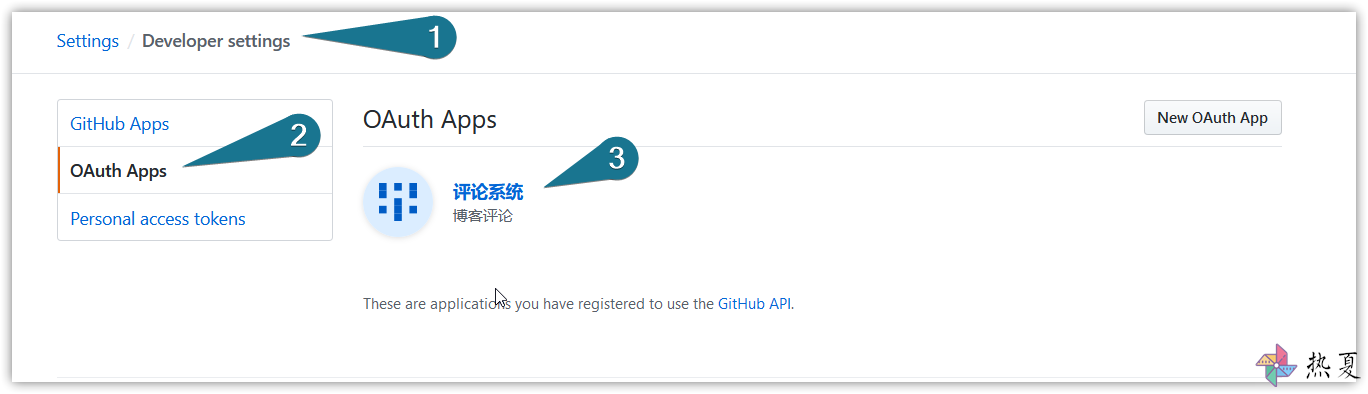 Settings / Developer settings
1
GitHub Apps
OAuth Apps
2
Personal access tokens
OAuth Apps
New OAuth App
评论系统
3
博客评论
These are applications you have registered to use the GitHub API.
热夏